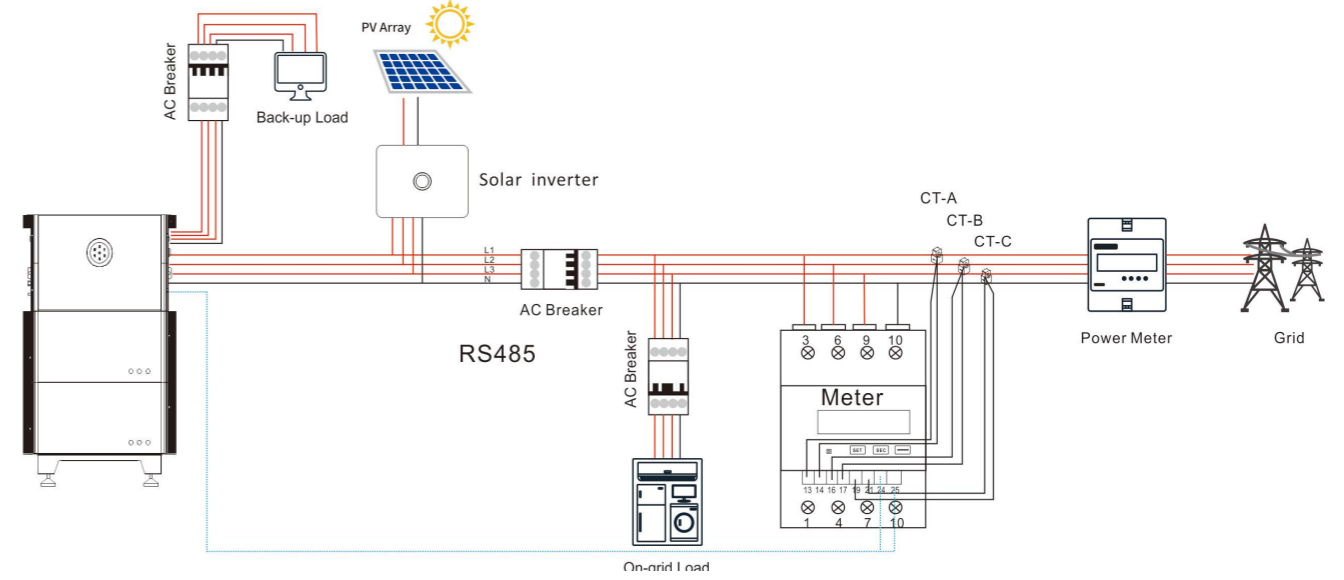 PV Array
AC Breaker
Back-up Load
Solar inverter
CT-A
CT-B
CT-C
L1
L2
L3
N
AC Breaker
Power Meter
Grid
RS485
AC Breaker
3 6 9 10
Meter
SET SEC
13 14 16 17 19 21 24 25
1 4 7 10
On-grid Load